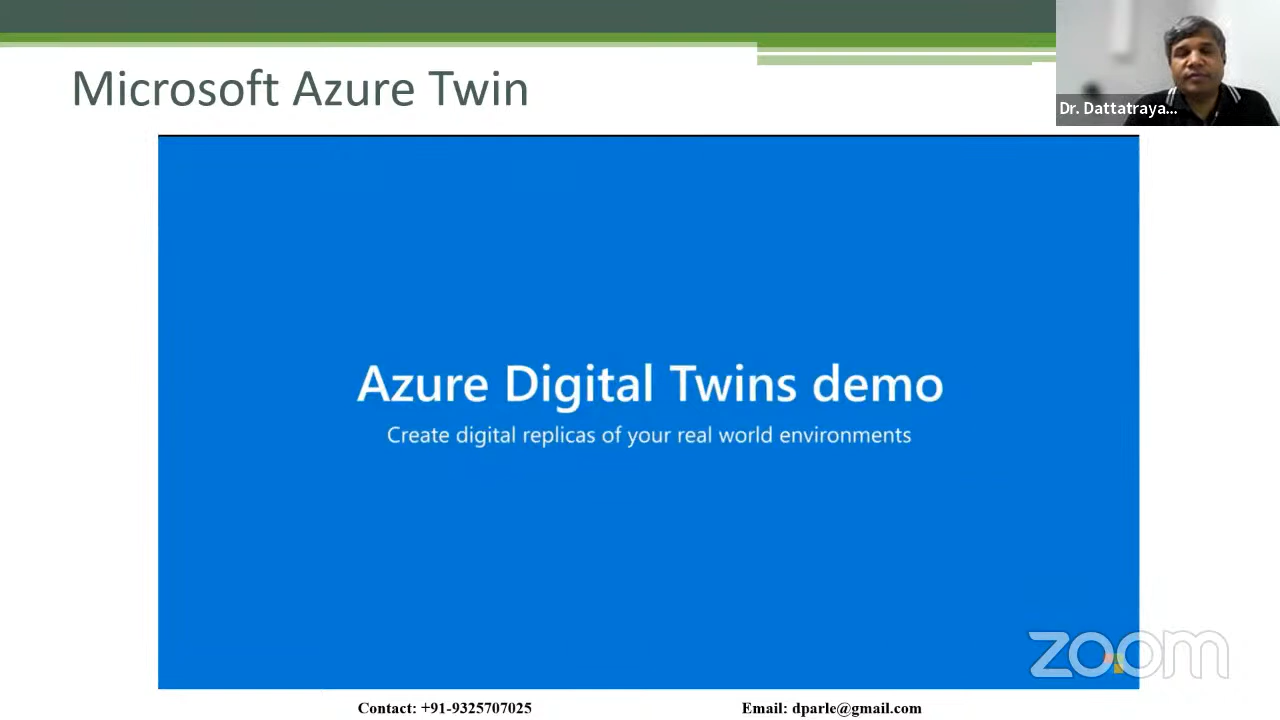 Microsoft Azure Twin
Dr. Dattatraya...
Azure Digital Twins demo
Create digital replicas of your real world environments
zoom
Contact: +91-9325707025
Email: dparle@gmail.com